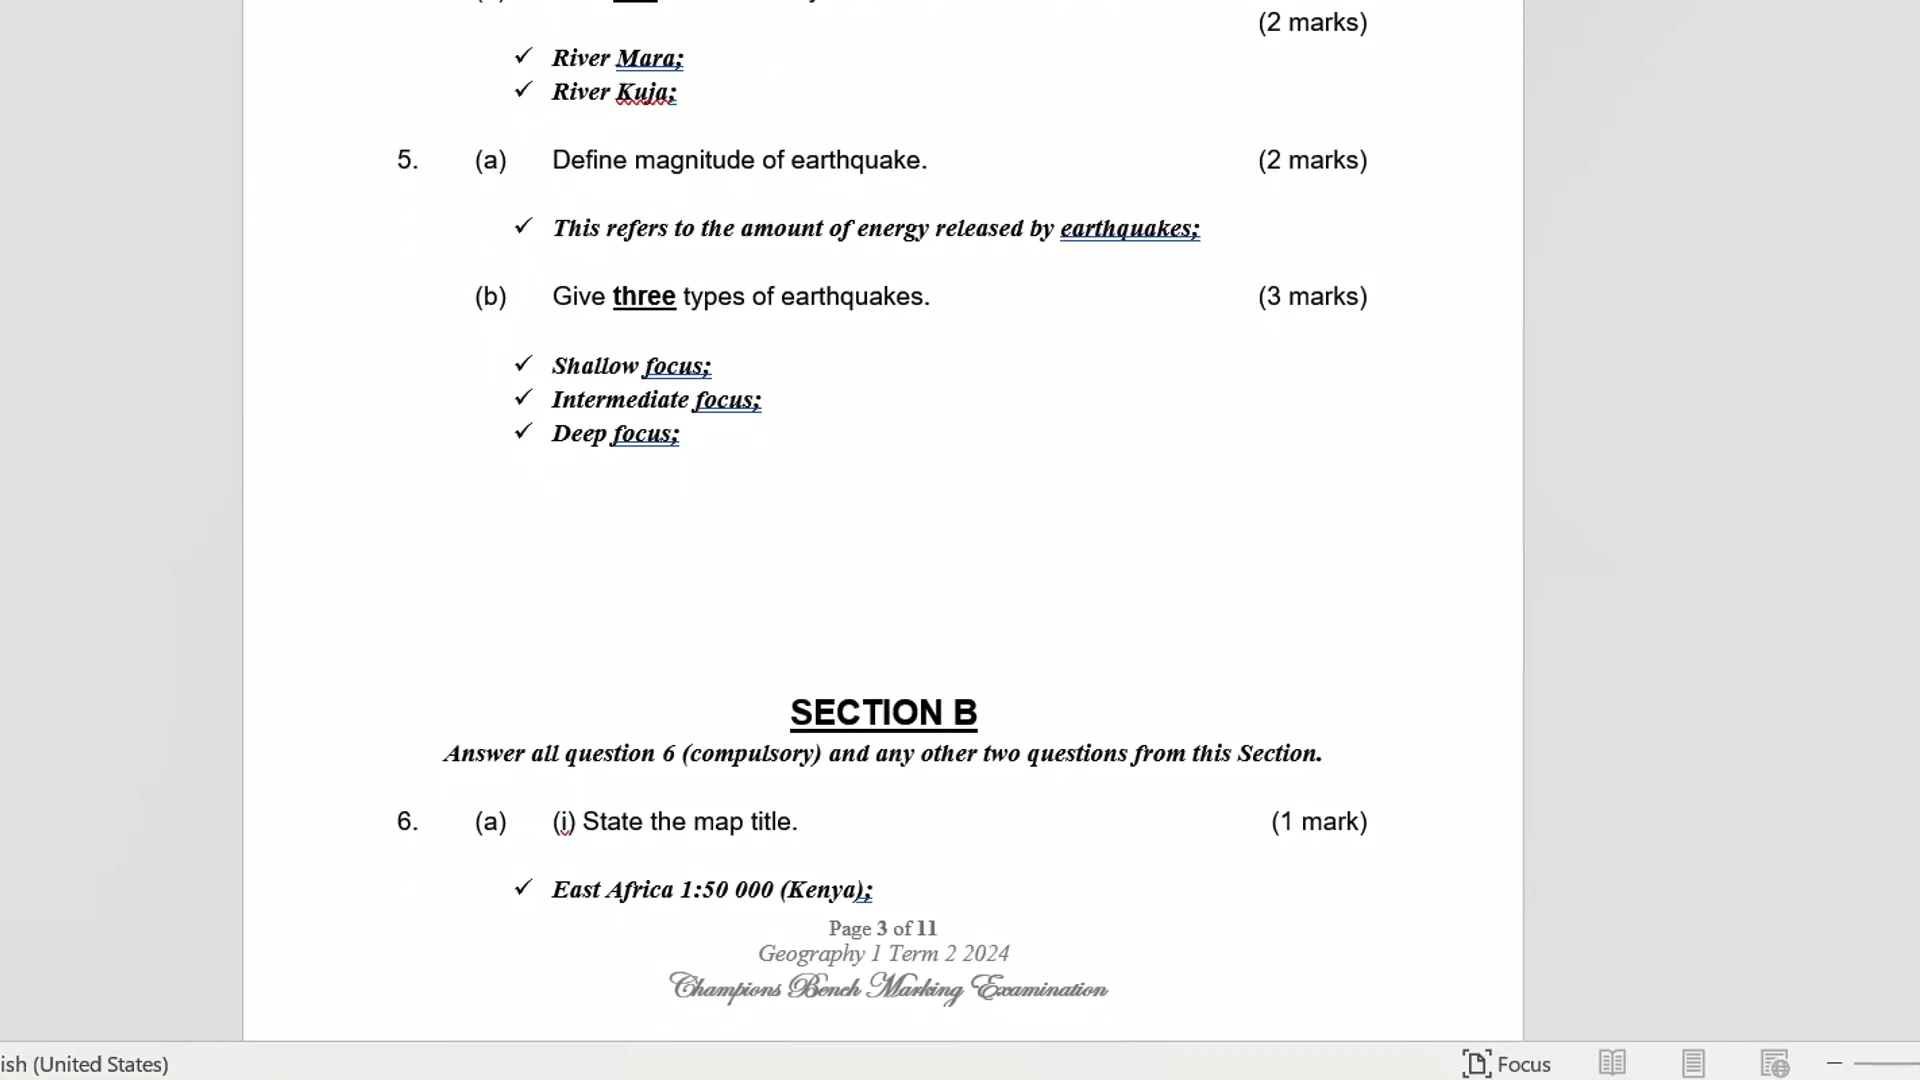 (2 marks)
✓ River Mara;
✓ River Kuja;
5. (a) Define magnitude of earthquake. (2 marks)
✓ This refers to the amount of energy released by earthquakes;
(b) Give three types of earthquakes. (3 marks)
✓ Shallow focus;
✓ Intermediate focus;
✓ Deep focus;
SECTION B
Answer all question 6 (compulsory) and any other two questions from this Section.
6. (a) (i) State the map title. (1 mark)
✓ East Africa 1:50 000 (Kenya);
Page 3 of 11
Geography 1 Term 2 2024
Champions Bench Marking Examination
ish (United States) Focus